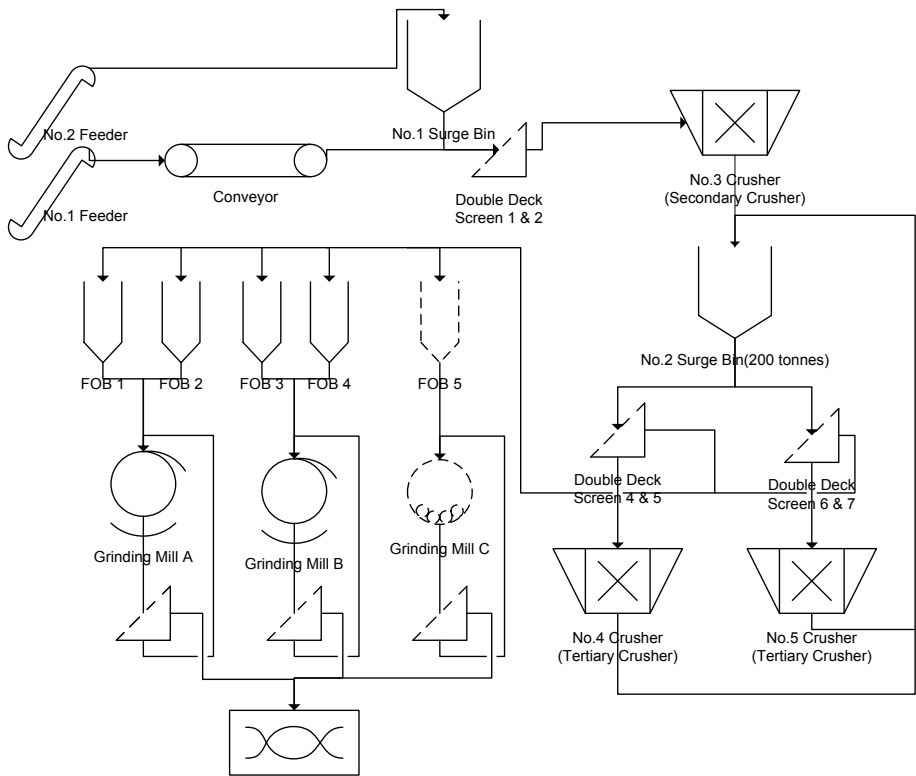 No.2 Feeder
No.1 Surge Bin
No.1 Feeder
Conveyor
Double Deck
Screen 1 & 2
No.3 Crusher
(Secondary Crusher)
No.2 Surge Bin(200 tonnes)
FOB 1
FOB 2
FOB 3
FOB 4
FOB 5
Double Deck
Screen 4 & 5
Double Deck
Screen 6 & 7
Grinding Mill A
Grinding Mill B
Grinding Mill C
No.4 Crusher
(Tertiary Crusher)
No.5 Crusher
(Tertiary Crusher)